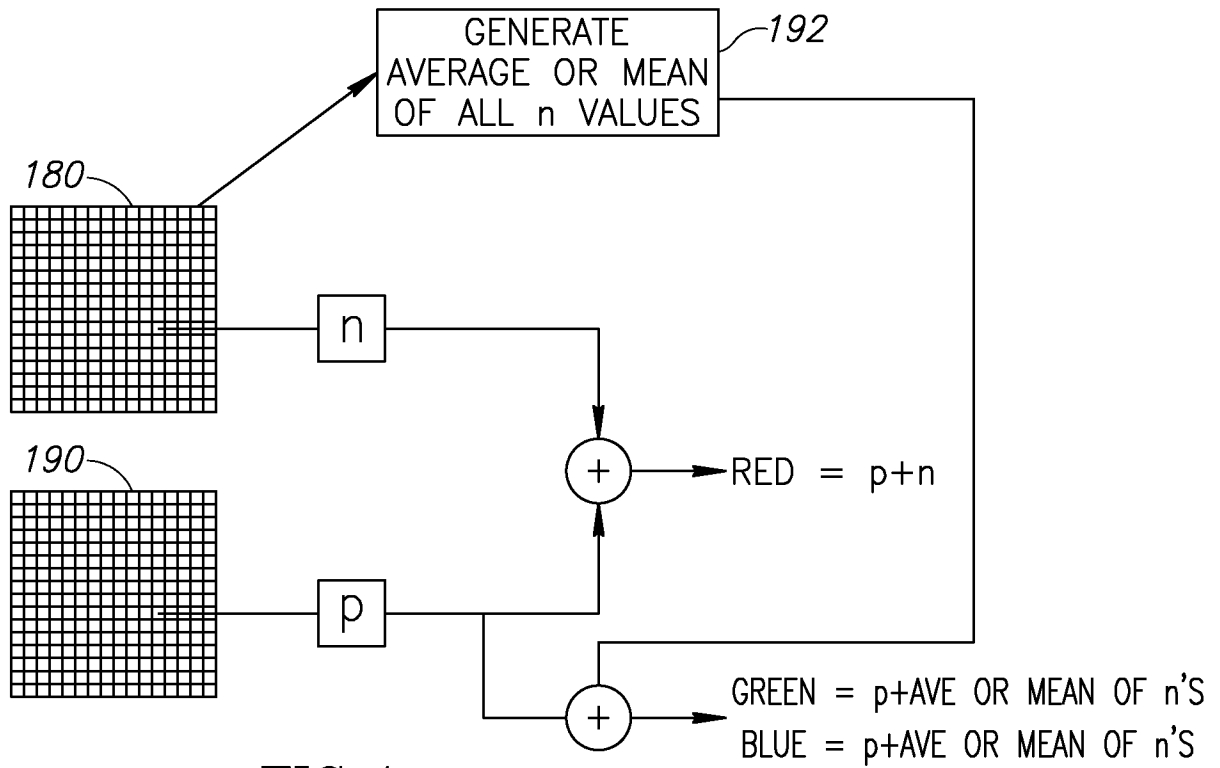 GENERATE
AVERAGE OR MEAN
OF ALL n VALUES
192
180
n
190
+
RED = p+n
p
+
GREEN = p+AVE OR MEAN OF n'S
BLUE = p+AVE OR MEAN OF n'S